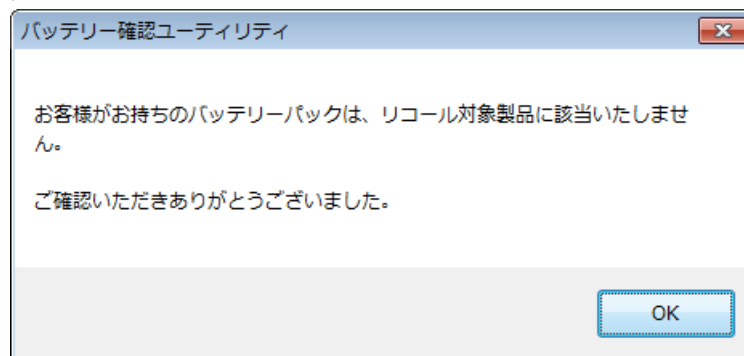 バッテリー確認ユーティリティ
お客様がお持ちのバッテリーパックは、リコール対象製品に該当いたしませ
ん。
ご確認いただきありがとうございました。
OK